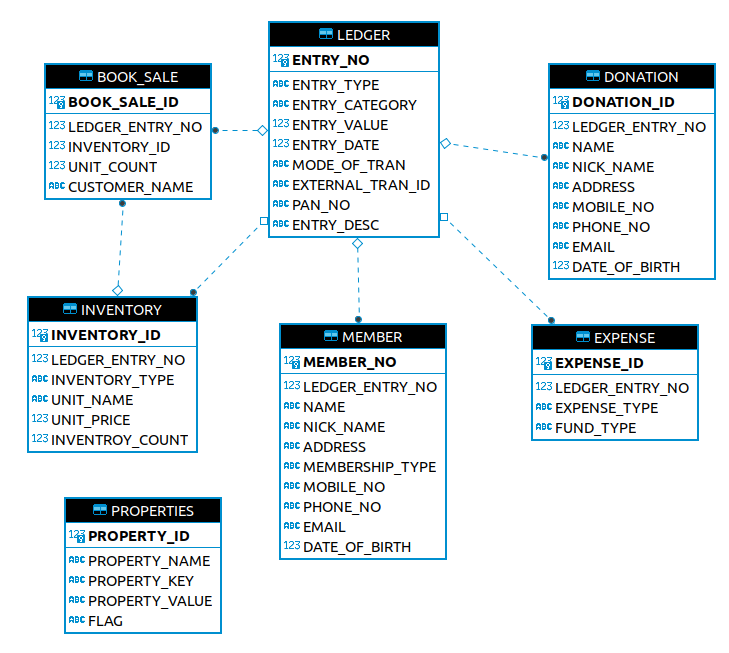 LEDGER
123 ENTRY_NO
ABC ENTRY_TYPE
ABC ENTRY_CATEGORY
123 ENTRY_VALUE
123 ENTRY_DATE
ABC MODE_OF_TRAN
ABC EXTERNAL_TRAN_ID
ABC PAN_NO
ABC ENTRY_DESC
BOOK_SALE
123 BOOK_SALE_ID
123 LEDGER_ENTRY_NO
123 INVENTORY_ID
123 UNIT_COUNT
ABC CUSTOMER_NAME
DONATION
123 DONATION_ID
123 LEDGER_ENTRY_NO
ABC NAME
ABC NICK_NAME
ABC ADDRESS
ABC MOBILE_NO
ABC PHONE_NO
ABC EMAIL
123 DATE_OF_BIRTH
INVENTORY
123 INVENTORY_ID
123 LEDGER_ENTRY_NO
ABC INVENTORY_TYPE
ABC UNIT_NAME
123 UNIT_PRICE
123 INVENTROY_COUNT
MEMBER
123 MEMBER_NO
123 LEDGER_ENTRY_NO
ABC NAME
ABC NICK_NAME
ABC ADDRESS
ABC MEMBERSHIP_TYPE
ABC MOBILE_NO
ABC PHONE_NO
ABC EMAIL
123 DATE_OF_BIRTH
EXPENSE
123 EXPENSE_ID
123 LEDGER_ENTRY_NO
ABC EXPENSE_TYPE
ABC FUND_TYPE
PROPERTIES
123 PROPERTY_ID
ABC PROPERTY_NAME
ABC PROPERTY_KEY
ABC PROPERTY_VALUE
ABC FLAG